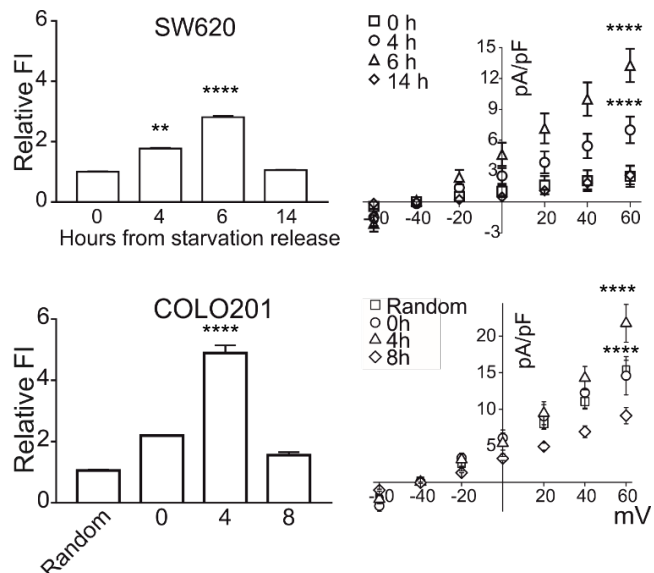 SW620
6
4
2
0
Relative FI
**
****
0 4 6 14
Hours from starvation release
0 h
4 h
6 h
14 h
pA/pF
15
12
9
6
3
-3
****
****
-40 -20 20 40 60
COLO201
6
4
2
0
Relative FI
****
Random 0 4 8
Random
0h
4h
8h
pA/pF
20
15
10
5
****
****
-40 -20 20 40 60
mV